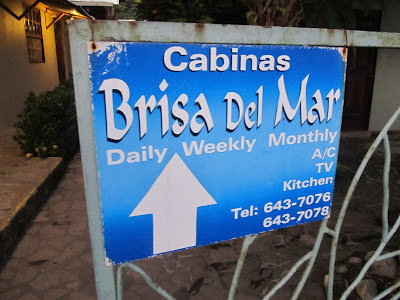 Cabinas
Brisa Del Mar
Daily Weekly Monthly
A/C
TV
Kitchen
Tel: 643-7076
643-7078